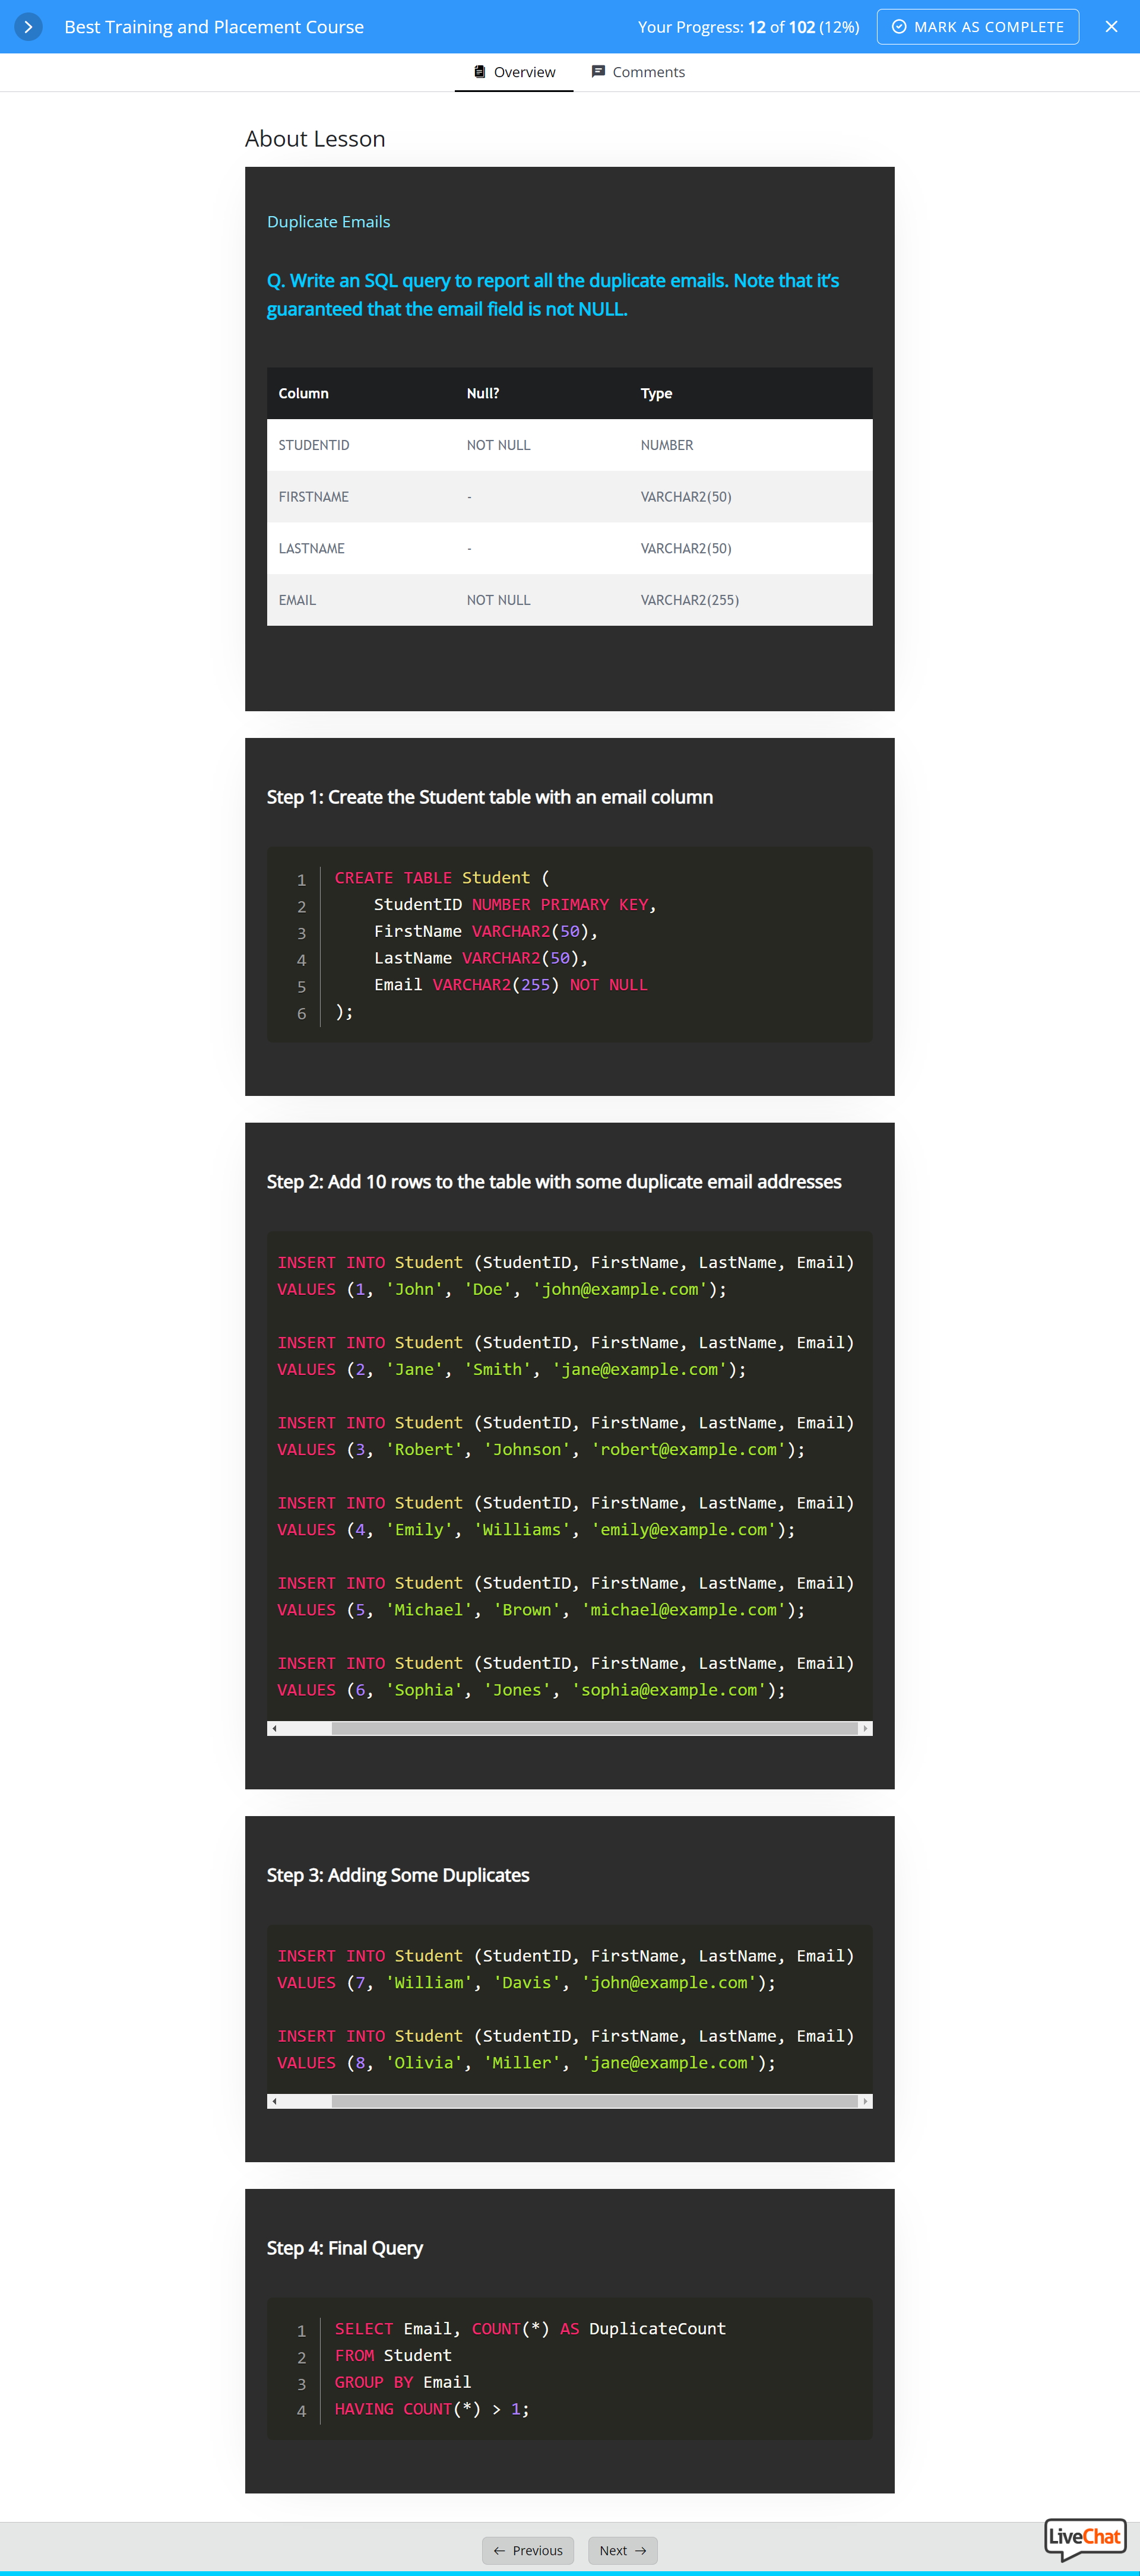 Best Training and Placement Course
Your Progress: 12 of 102 (12%)
MARK AS COMPLETE
Overview
Comments
About Lesson
Duplicate Emails
Q. Write an SQL query to report all the duplicate emails. Note that it’s
guaranteed that the email field is not NULL.
Column Null? Type
STUDENTID NOT NULL NUMBER
FIRSTNAME - VARCHAR2(50)
LASTNAME - VARCHAR2(50)
EMAIL NOT NULL VARCHAR2(255)
Step 1: Create the Student table with an email column
1 CREATE TABLE Student (
2     StudentID NUMBER PRIMARY KEY,
3     FirstName VARCHAR2(50),
4     LastName VARCHAR2(50),
5     Email VARCHAR2(255) NOT NULL
6 );
Step 2: Add 10 rows to the table with some duplicate email addresses
INSERT INTO Student (StudentID, FirstName, LastName, Email)
VALUES (1, 'John', 'Doe', 'john@example.com');
INSERT INTO Student (StudentID, FirstName, LastName, Email)
VALUES (2, 'Jane', 'Smith', 'jane@example.com');
INSERT INTO Student (StudentID, FirstName, LastName, Email)
VALUES (3, 'Robert', 'Johnson', 'robert@example.com');
INSERT INTO Student (StudentID, FirstName, LastName, Email)
VALUES (4, 'Emily', 'Williams', 'emily@example.com');
INSERT INTO Student (StudentID, FirstName, LastName, Email)
VALUES (5, 'Michael', 'Brown', 'michael@example.com');
INSERT INTO Student (StudentID, FirstName, LastName, Email)
VALUES (6, 'Sophia', 'Jones', 'sophia@example.com');
Step 3: Adding Some Duplicates
INSERT INTO Student (StudentID, FirstName, LastName, Email)
VALUES (7, 'William', 'Davis', 'john@example.com');
INSERT INTO Student (StudentID, FirstName, LastName, Email)
VALUES (8, 'Olivia', 'Miller', 'jane@example.com');
Step 4: Final Query
1 SELECT Email, COUNT(*) AS DuplicateCount
2 FROM Student
3 GROUP BY Email
4 HAVING COUNT(*) > 1;
← Previous
Next →
LiveChat